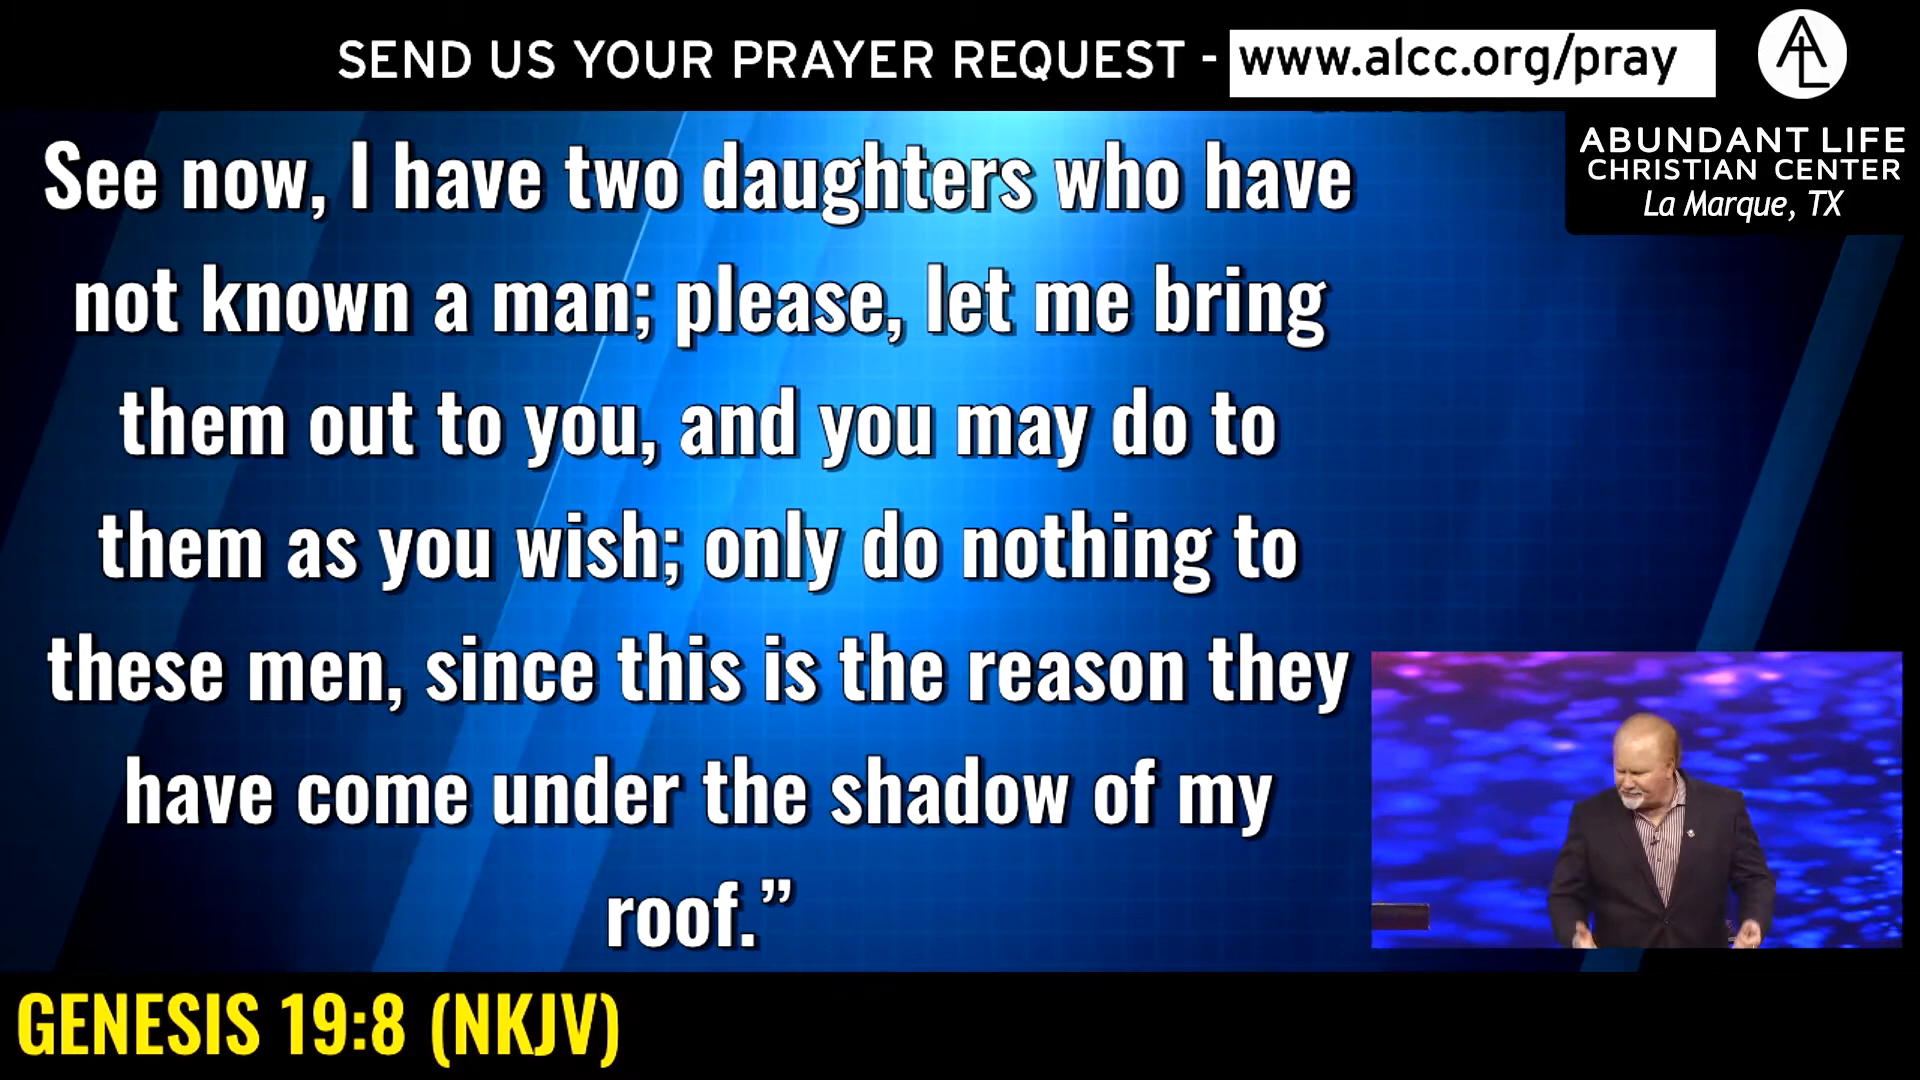 SEND US YOUR PRAYER REQUEST - www.alcc.org/pray
ATL
ABUNDANT LIFE
CHRISTIAN CENTER
La Marque, TX
See now, I have two daughters who have
not known a man; please, let me bring
them out to you, and you may do to
them as you wish; only do nothing to
these men, since this is the reason they
have come under the shadow of my
roof.”
GENESIS 19:8 (NKJV)